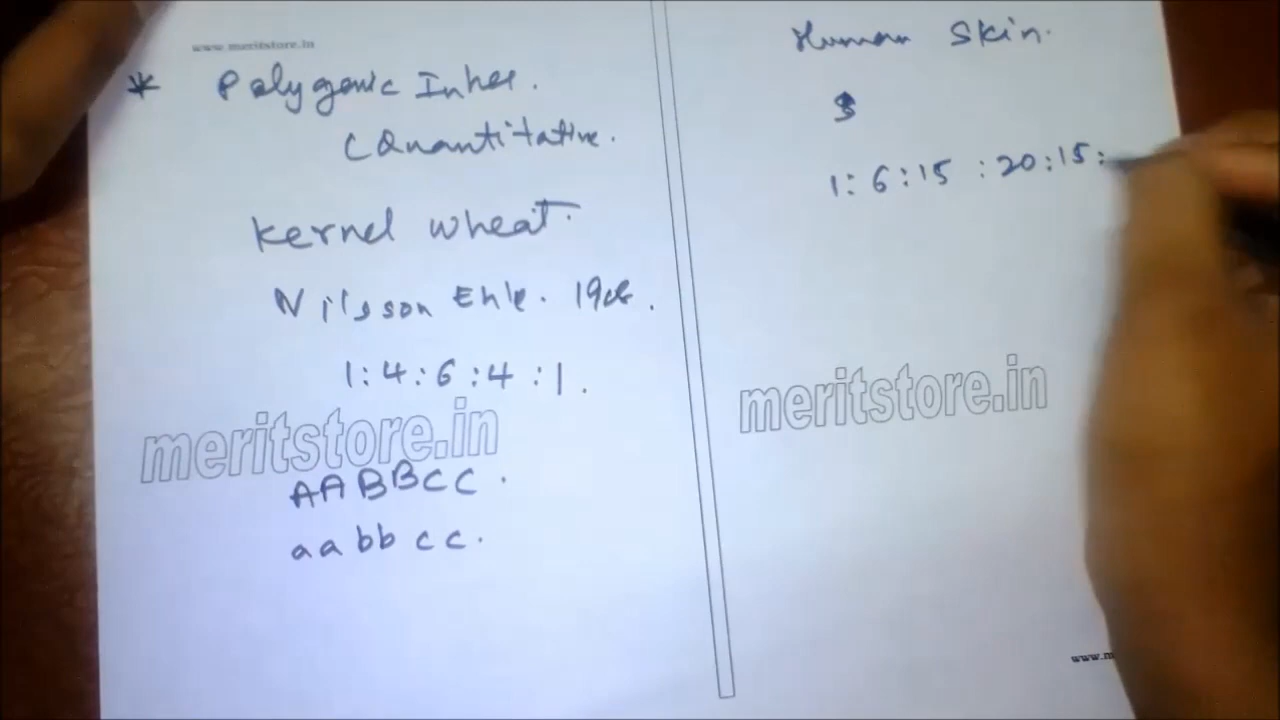 www.meritstore.in
* Polygenic Inher.
(Quantitative.
Kernel wheat.
Nilsson Ehle. 1908.
1:4:6:4:1.
meritstore.in
AABBCC.
aabbcc.
Human Skin.
1:6:15:20:15:
meritstore.in